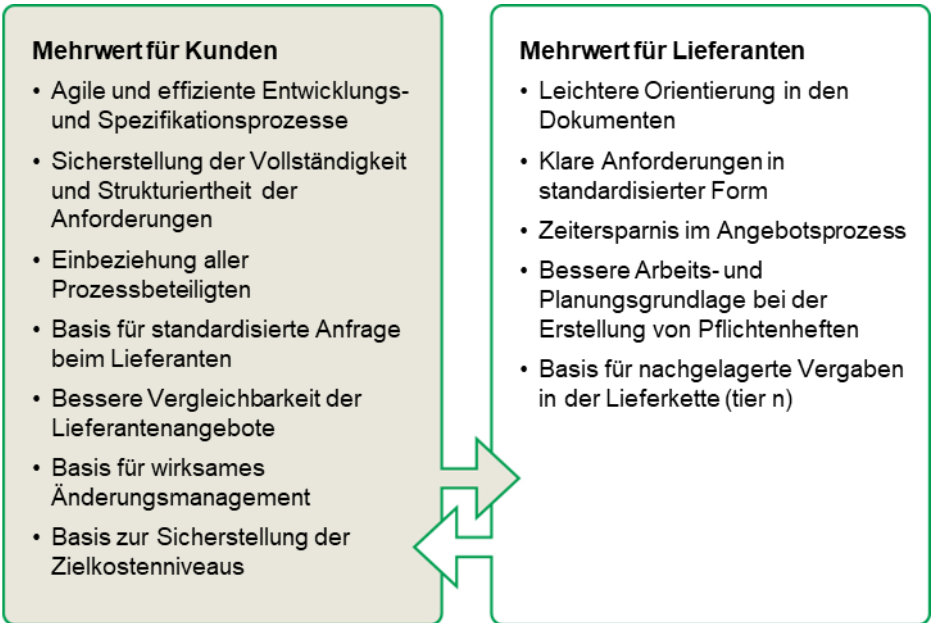 Mehrwert für Kunden
• Agile und effiziente Entwicklungs-
und Spezifikationsprozesse
• Sicherstellung der Vollständigkeit
und Strukturiertheit der
Anforderungen
• Einbeziehung aller
Prozessbeteiligten
• Basis für standardisierte Anfrage
beim Lieferanten
• Bessere Vergleichbarkeit der
Lieferantenangebote
• Basis für wirksames
Änderungsmanagement
• Basis zur Sicherstellung der
Zielkostenniveaus
Mehrwert für Lieferanten
• Leichtere Orientierung in den
Dokumenten
• Klare Anforderungen in
standardisierter Form
• Zeitersparnis im Angebotsprozess
• Bessere Arbeits- und
Planungsgrundlage bei der
Erstellung von Pflichtenheften
• Basis für nachgelagerte Vergaben
in der Lieferkette (tier n)